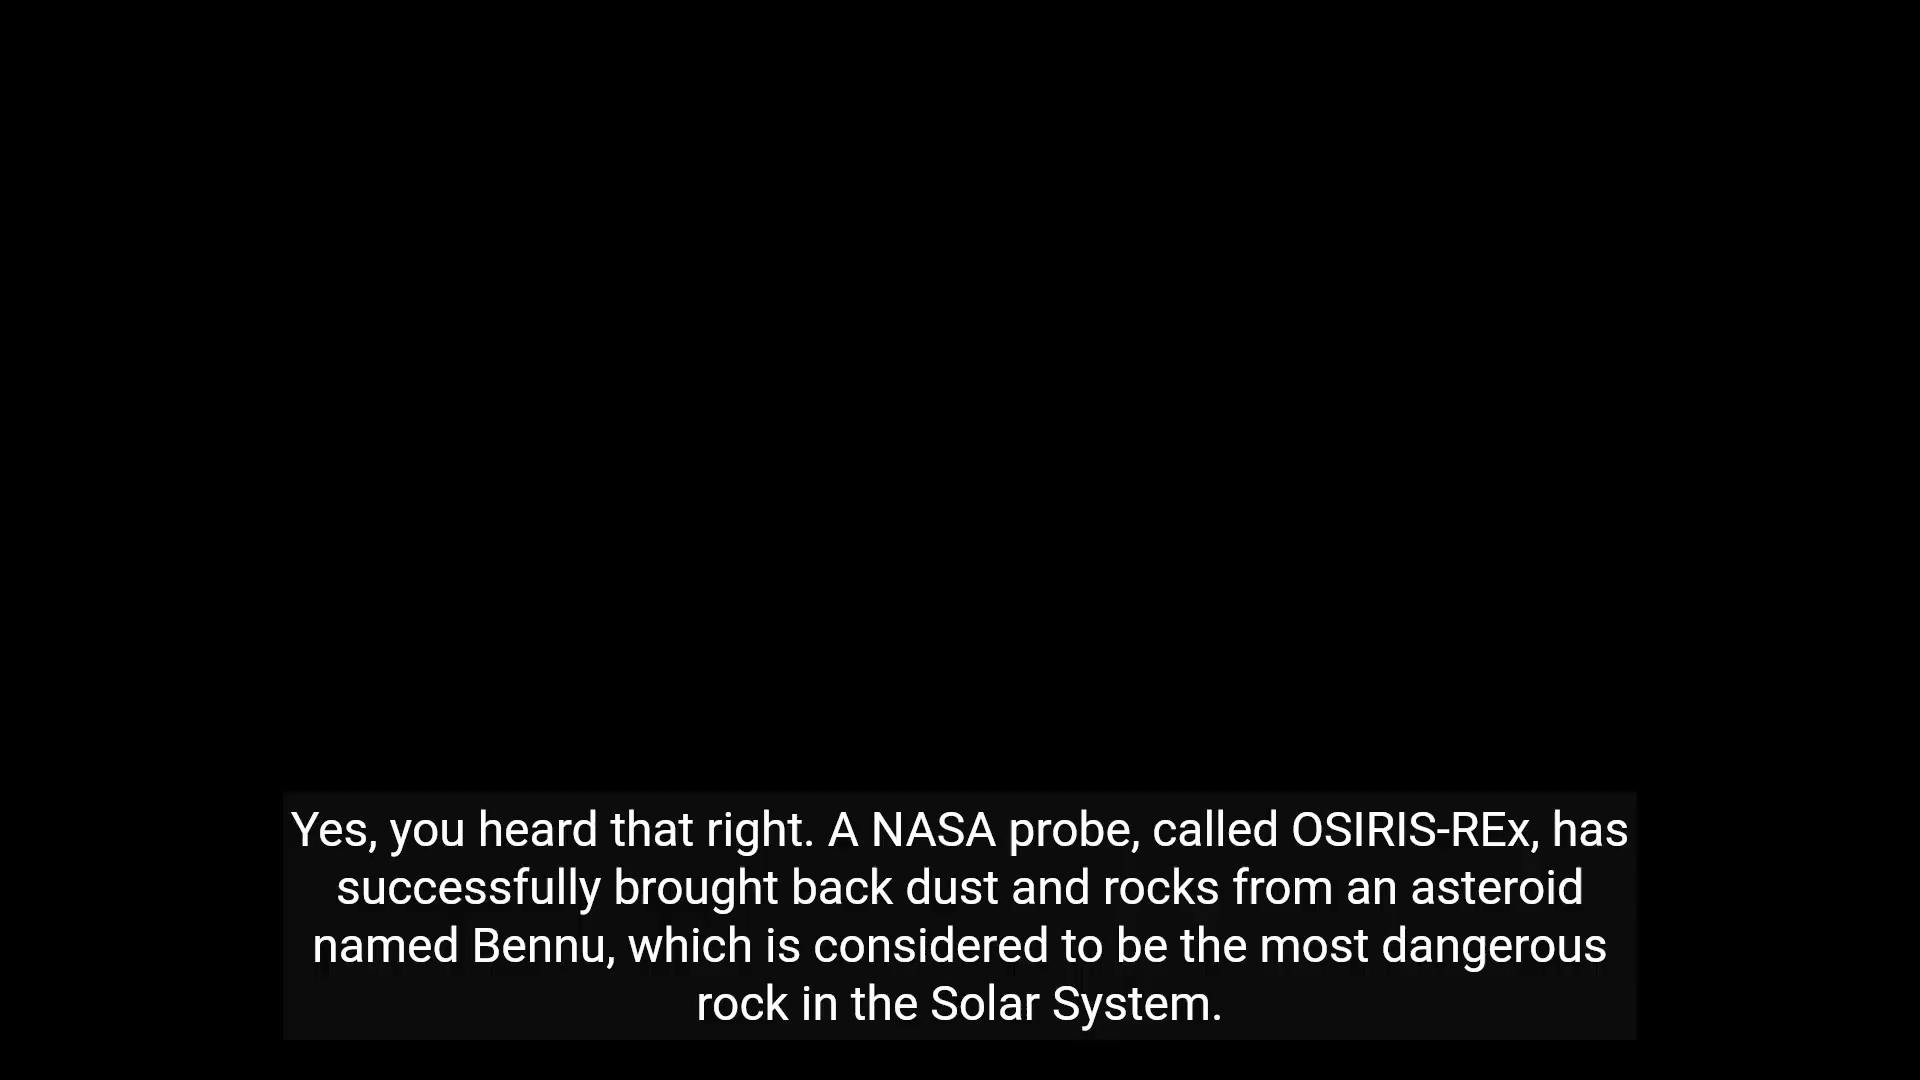 Yes, you heard that right. A NASA probe, called OSIRIS-REx, has
successfully brought back dust and rocks from an asteroid
named Bennu, which is considered to be the most dangerous
rock in the Solar System.